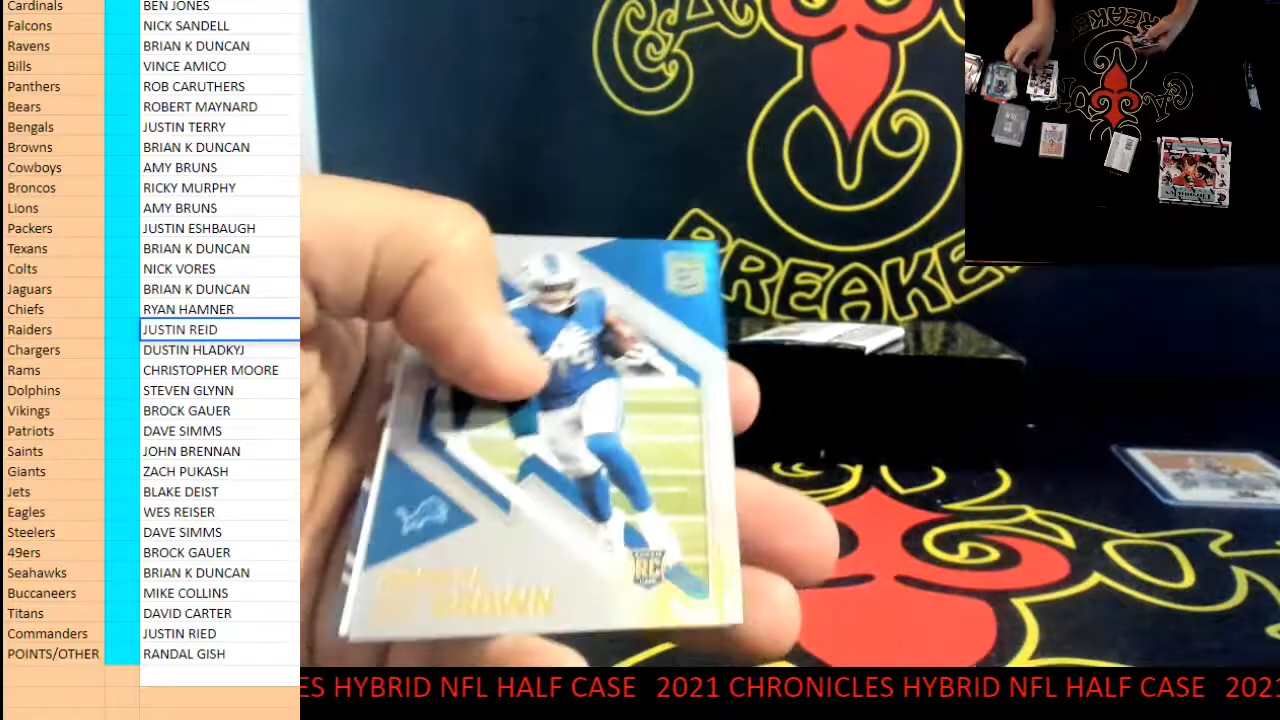 Cardinals BEN JONES
Falcons NICK SANDELL
Ravens BRIAN K DUNCAN
Bills VINCE AMICO
Panthers ROB CARUTHERS
Bears ROBERT MAYNARD
Bengals JUSTIN TERRY
Browns BRIAN K DUNCAN
Cowboys AMY BRUNS
Broncos RICKY MURPHY
Lions AMY BRUNS
Packers JUSTIN ESHBAUGH
Texans BRIAN K DUNCAN
Colts NICK VORES
Jaguars BRIAN K DUNCAN
Chiefs RYAN HAMNER
Raiders JUSTIN REID
Chargers DUSTIN HLADKYJ
Rams CHRISTOPHER MOORE
Dolphins STEVEN GLYNN
Vikings BROCK GAUER
Patriots DAVE SIMMS
Saints JOHN BRENNAN
Giants ZACH PUKASH
Jets BLAKE DEIST
Eagles WES REISER
Steelers DAVE SIMMS
49ers BROCK GAUER
Seahawks BRIAN K DUNCAN
Buccaneers MIKE COLLINS
Titans DAVID CARTER
Commanders JUSTIN RIED
POINTS/OTHER RANDAL GISH
BREAKE
BROWN
RC
ES HYBRID NFL HALF CASE 2021 CHRONICLES HYBRID NFL HALF CASE 2021